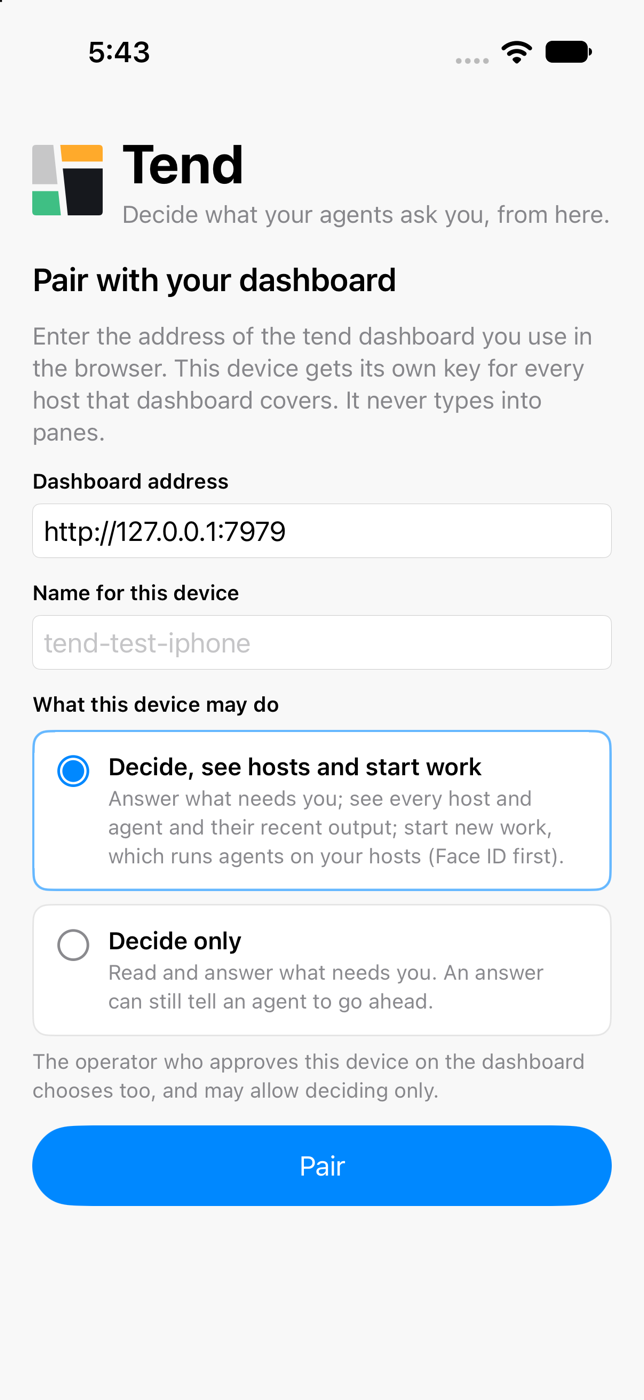 5:43
Tend
Decide what your agents ask you, from here.
Pair with your dashboard
Enter the address of the tend dashboard you use in
the browser. This device gets its own key for every
host that dashboard covers. It never types into
panes.
Dashboard address
http://127.0.0.1:7979
Name for this device
tend-test-iphone
What this device may do
Decide, see hosts and start work
Answer what needs you; see every host and
agent and their recent output; start new work,
which runs agents on your hosts (Face ID first).
Decide only
Read and answer what needs you. An answer
can still tell an agent to go ahead.
The operator who approves this device on the dashboard
chooses too, and may allow deciding only.
Pair